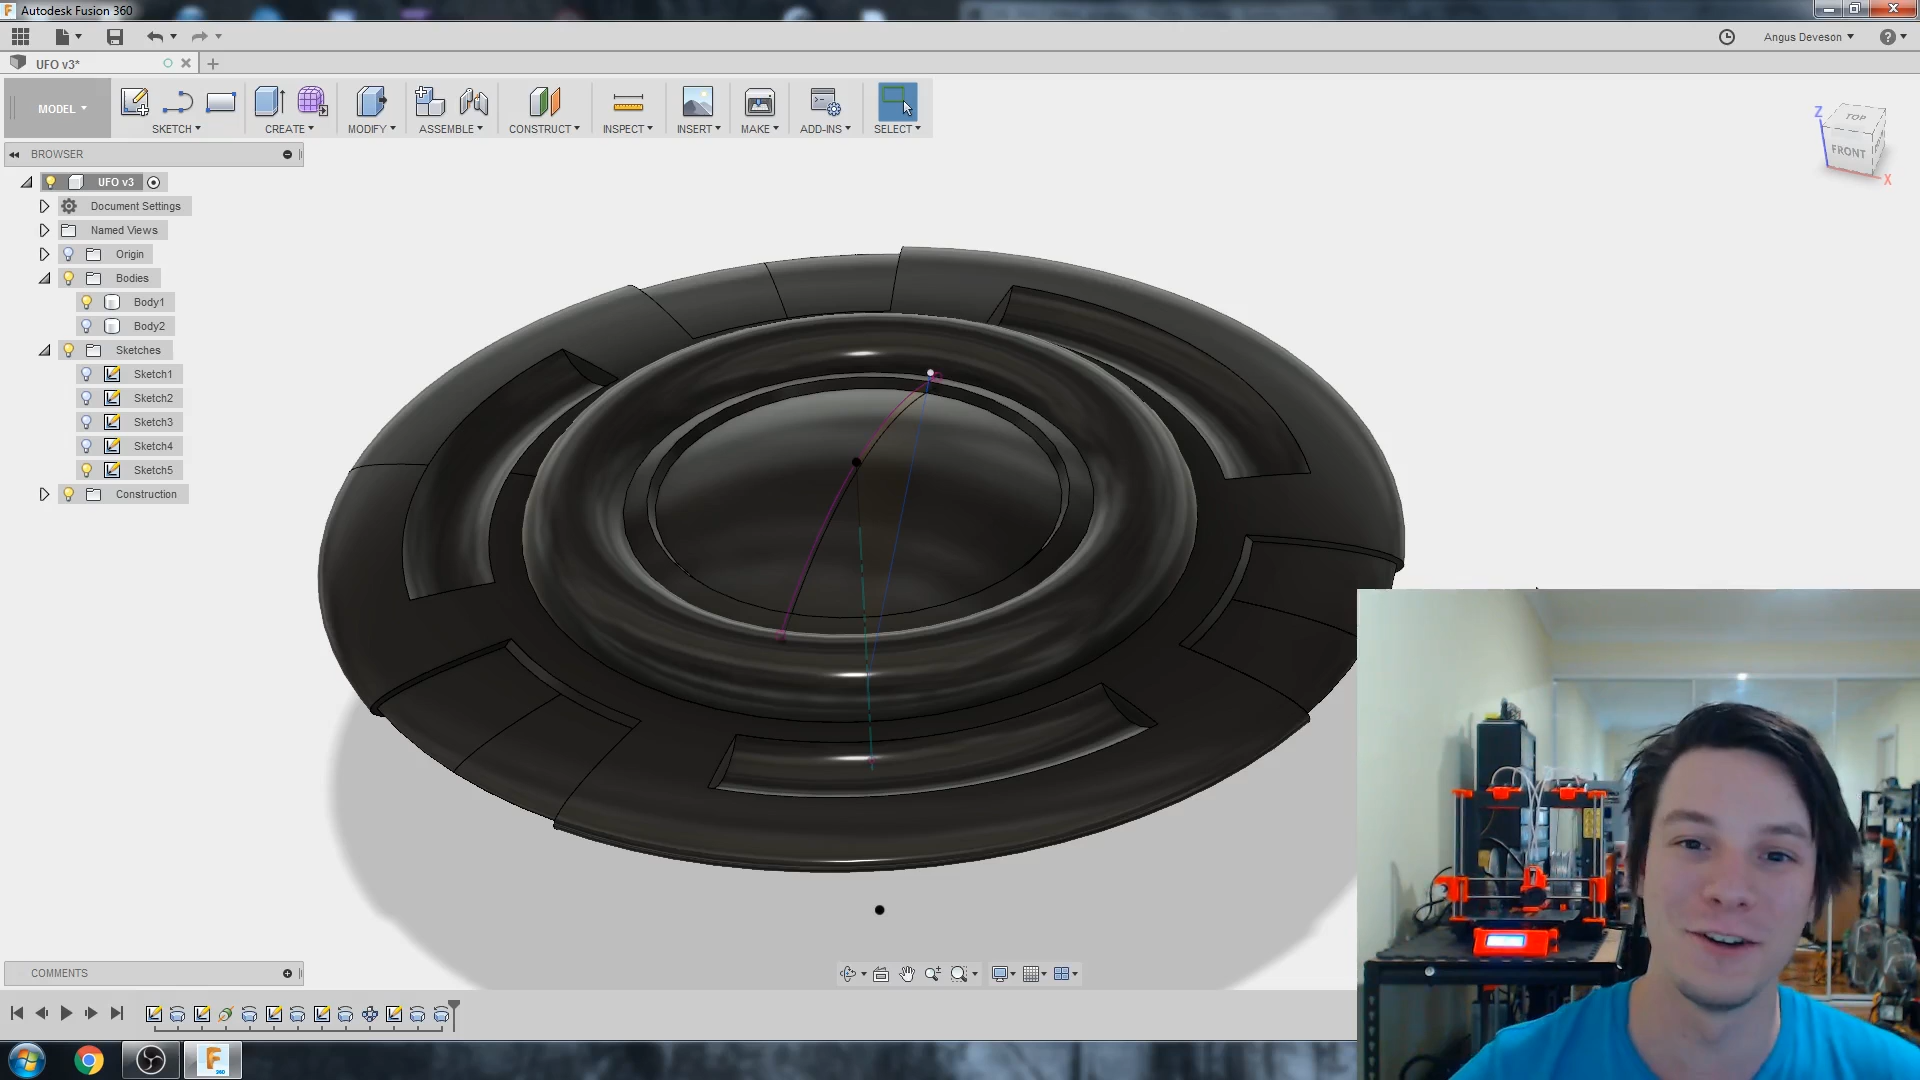 Autodesk Fusion 360
Angus Deveson
UFO v3*
MODEL
SKETCH
CREATE
MODIFY
ASSEMBLE
CONSTRUCT
INSPECT
INSERT
MAKE
ADD-INS
SELECT
Z
TOP
FRONT
X
BROWSER
UFO v3
Document Settings
Named Views
Origin
Bodies
Body1
Body2
Sketches
Sketch1
Sketch2
Sketch3
Sketch4
Sketch5
Construction
COMMENTS